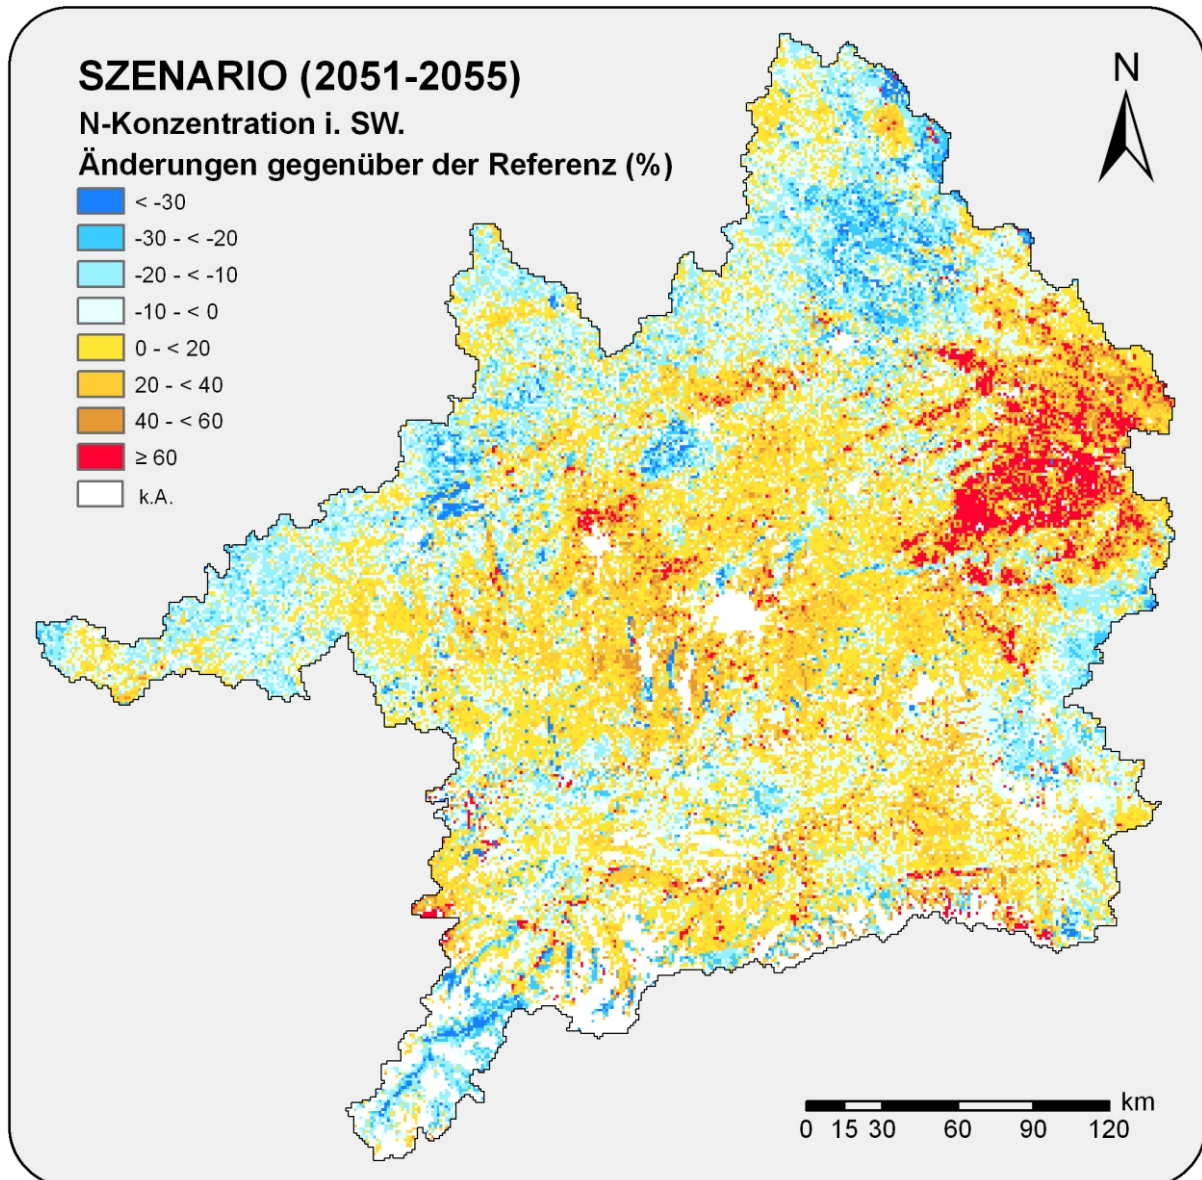 SZENARIO (2051-2055)
N
N-Konzentration i. SW.
Änderungen gegenüber der Referenz (%)
< -30
-30 - < -20
-20 - < -10
-10 - < 0
0 - < 20
20 - < 40
40 - < 60
≥ 60
k.A.
km
0 15 30 60 90 120